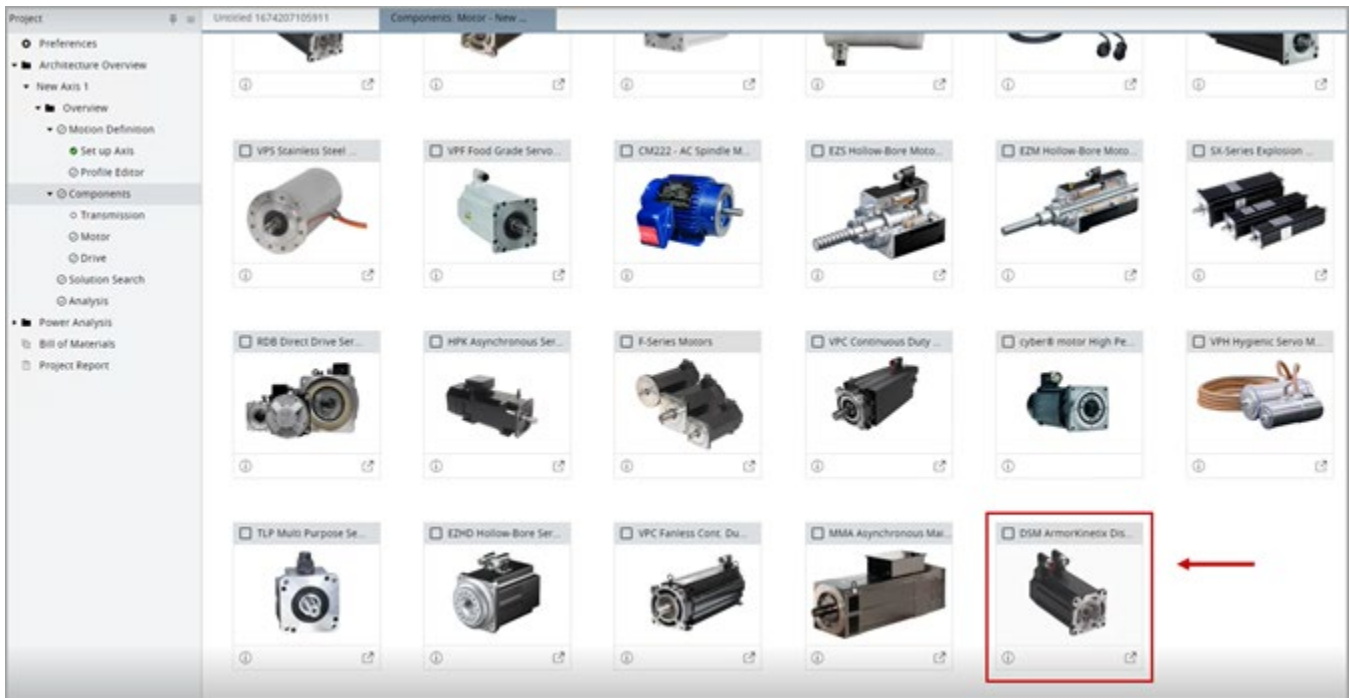 Project
Untitled 1674207105911
Components: Motor - New ...
Preferences
Architecture Overview
New Axis 1
Overview
Motion Definition
Set up Axis
Profile Editor
Components
Transmission
Motor
Drive
Solution Search
Analysis
Power Analysis
Bill of Materials
Project Report
VPS Stainless Steel ...
VPF Food Grade Servo...
CM222 - AC Spindle M...
EZS Hollow-Bore Moto...
EZM Hollow-Bore Moto...
SX-Series Explosion ...
RDB Direct Drive Ser...
HPK Asynchronous Ser...
F-Series Motors
VPC Continuous Duty ...
cyber® motor High Pe...
VPH Hygienic Servo M...
TLP Multi Purpose Se...
EZHD Hollow-Bore Ser...
VPC Fanless Cont. Du...
MMA Asynchronous Mai...
DSM ArmorKinetix Dis...